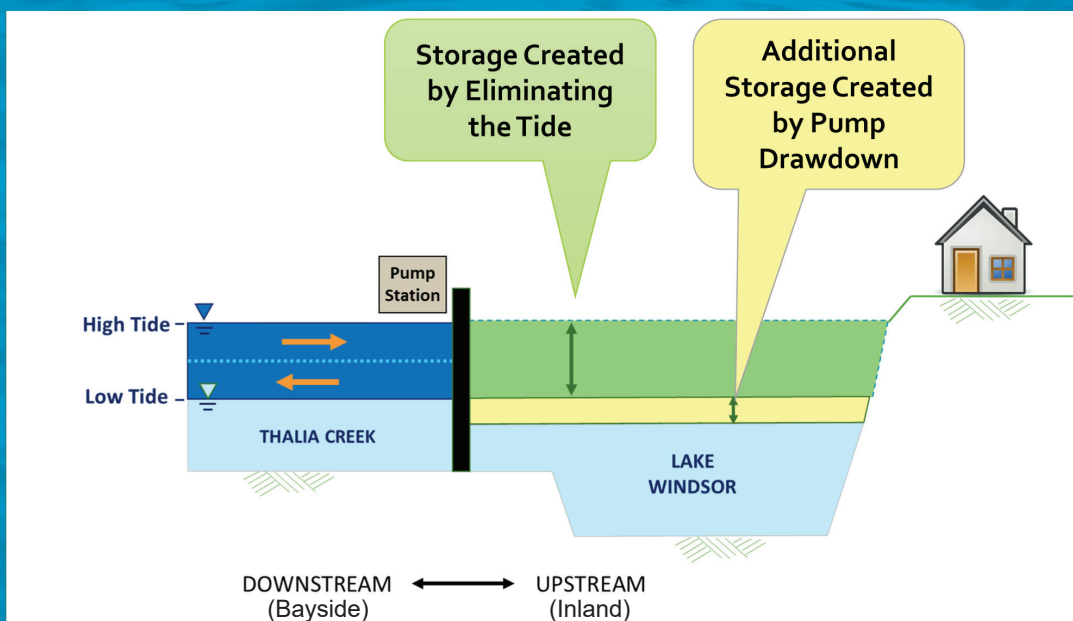 Storage Created
by Eliminating
the Tide
Additional
Storage Created
by Pump
Drawdown
Pump
Station
High Tide
Low Tide
THALIA CREEK
LAKE
WINDSOR
DOWNSTREAM
(Bayside)
UPSTREAM
(Inland)